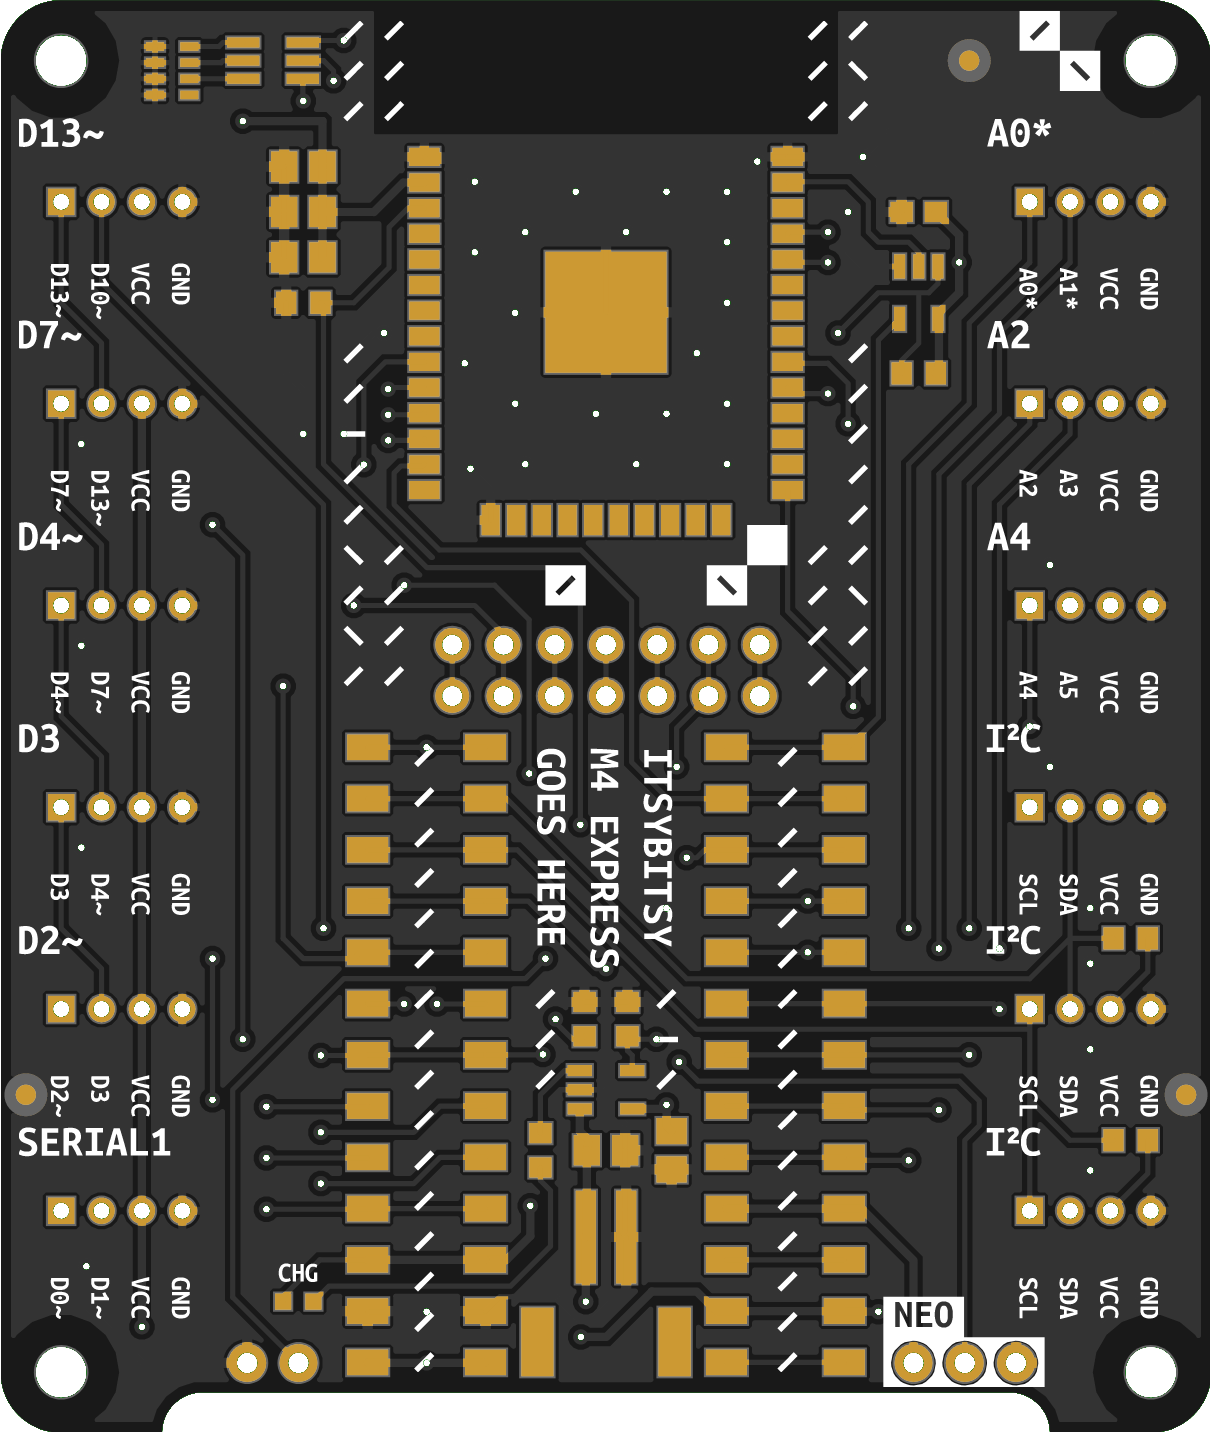 D13~
D13~ D10~ VCC GND
D7~
D7~ D13~ VCC GND
D4~
D4~ D7~ VCC GND
D3
D3 D4~ VCC GND
D2~
D2~ D3 VCC GND
SERIAL1
D0~ D1~ VCC GND
CHG
ITSYBITSY
M4 EXPRESS
GOES HERE
A0*
A0* A1* VCC GND
A2
A2 A3 VCC GND
A4
A4 A5 VCC GND
I²C
SCL SDA VCC GND
I²C
SCL SDA VCC GND
I²C
SCL SDA VCC GND
NEO